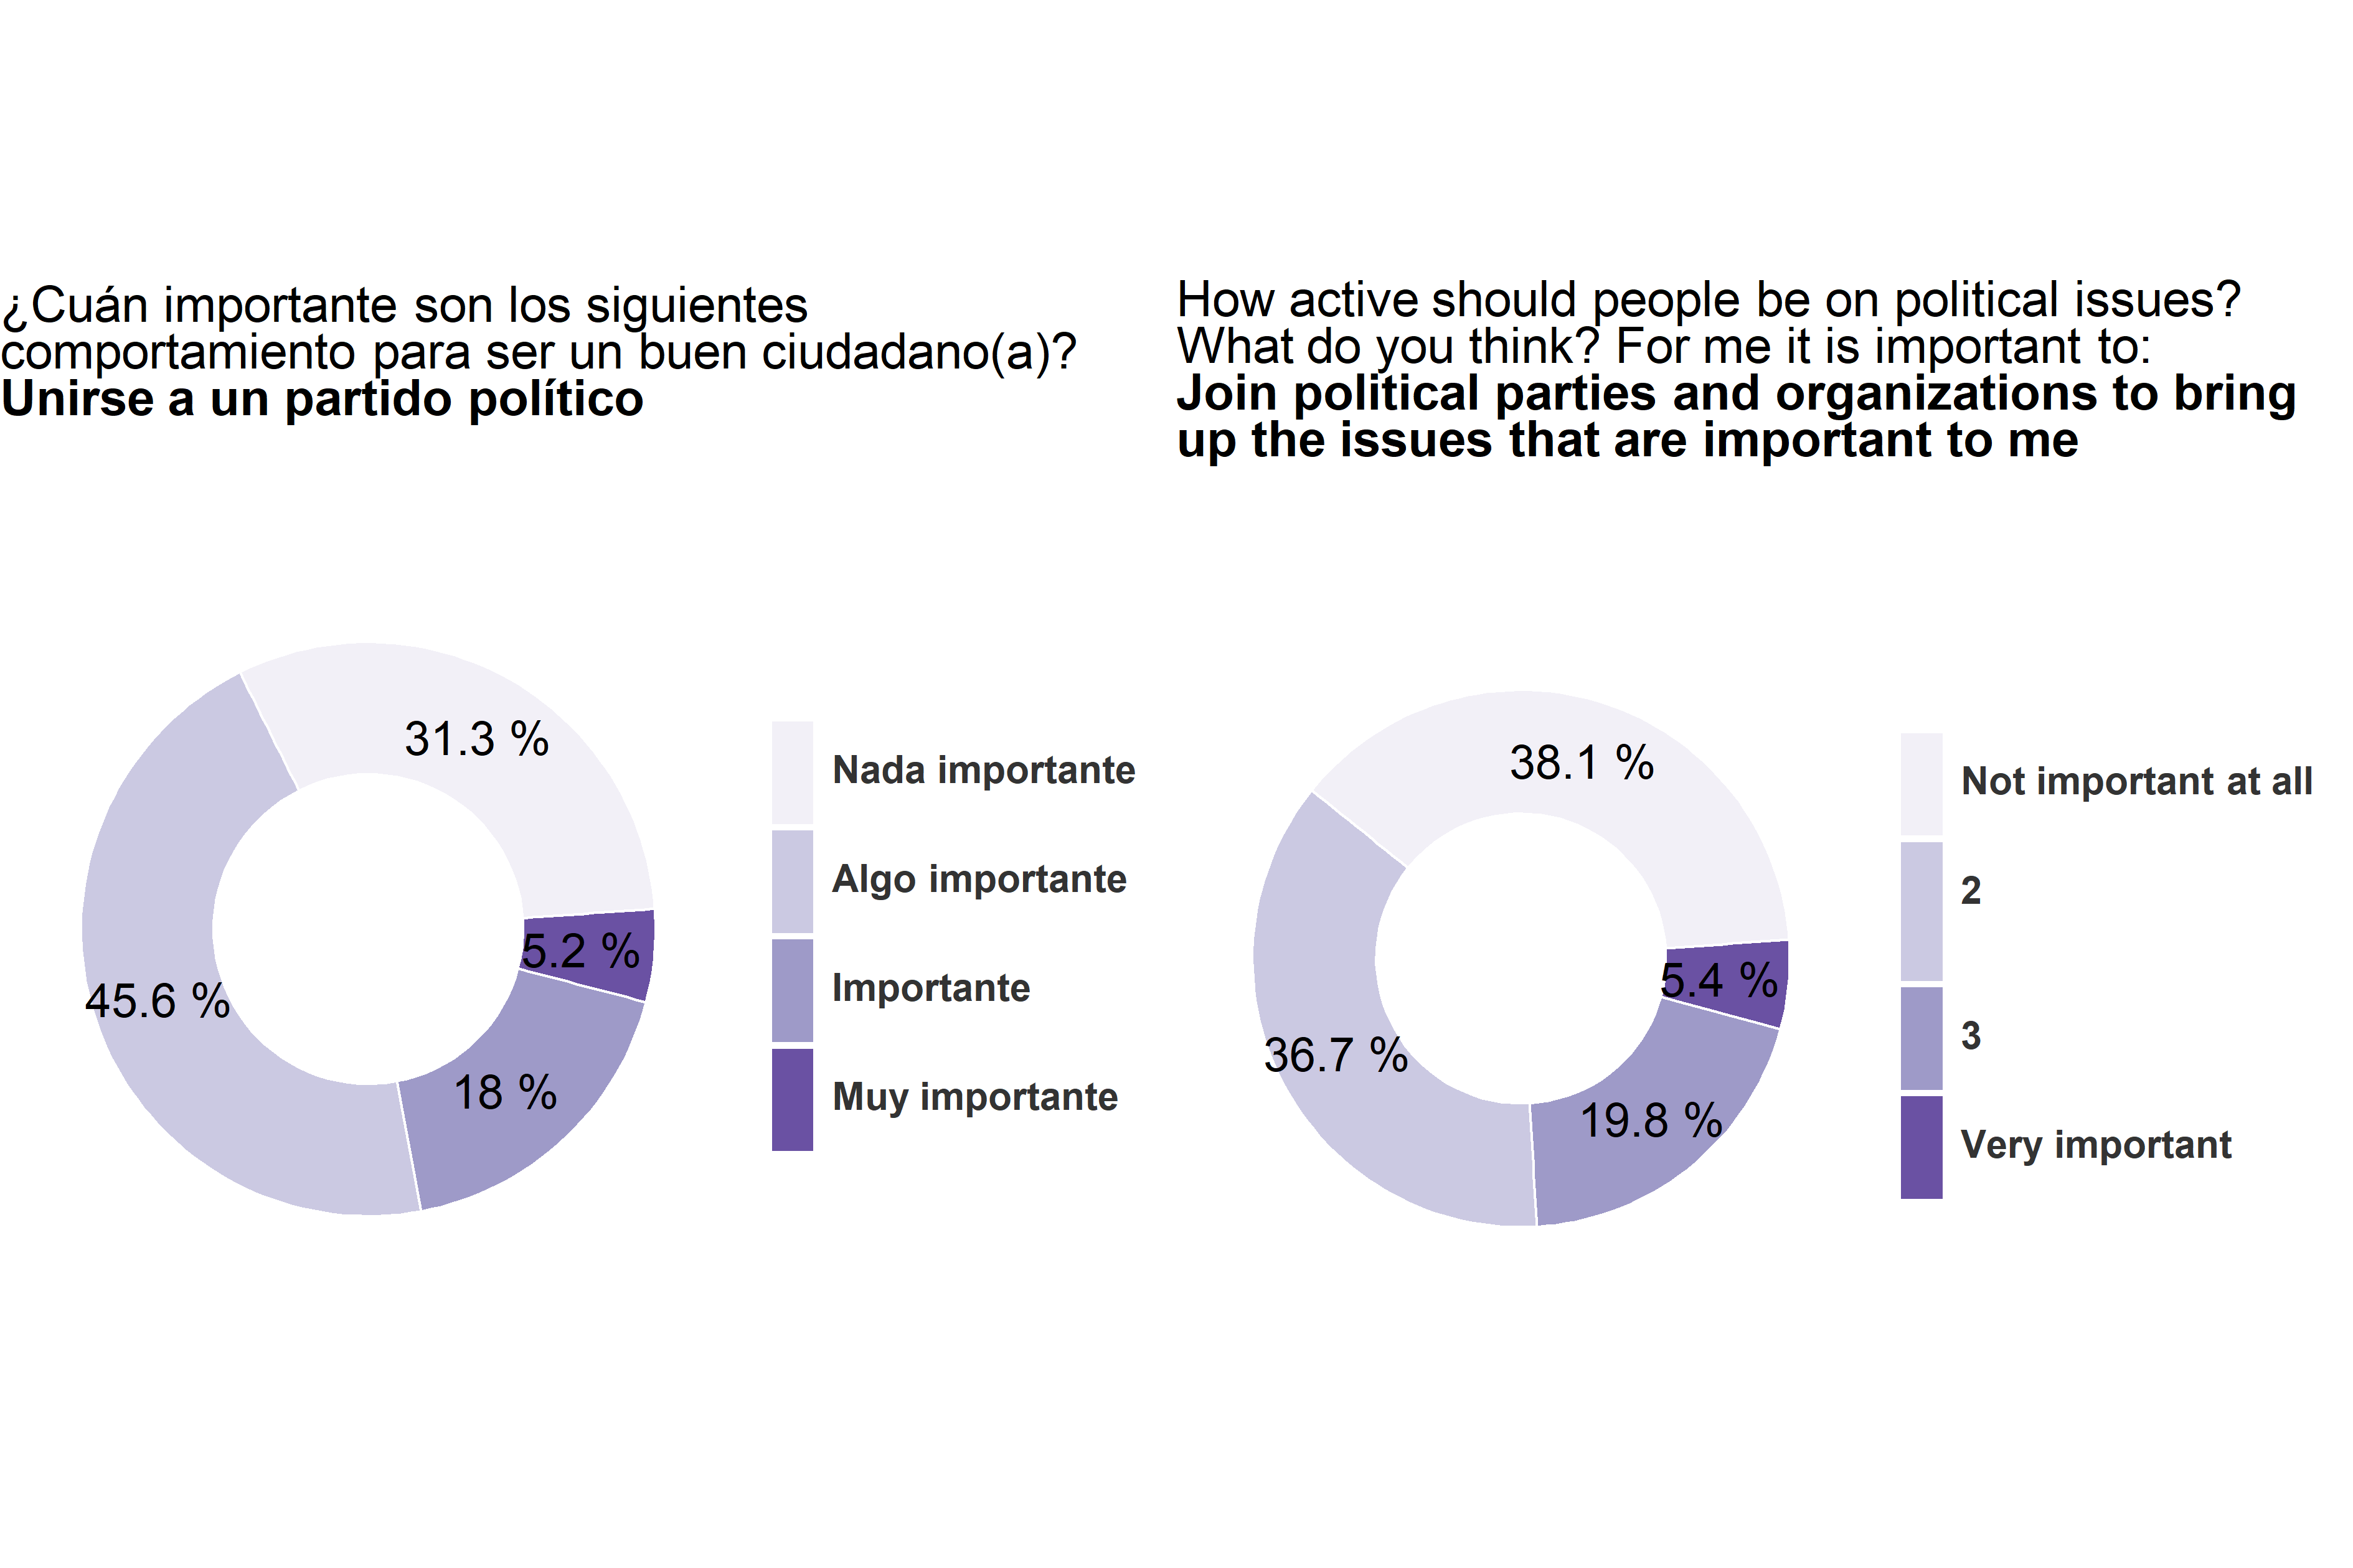 ¿Cuán importante son los siguientes
comportamiento para ser un buen ciudadano(a)?
Unirse a un partido político
31.3 %
5.2 %
45.6 %
18 %
Nada importante
Algo importante
Importante
Muy importante
How active should people be on political issues?
What do you think? For me it is important to:
Join political parties and organizations to bring
up the issues that are important to me
38.1 %
5.4 %
36.7 %
19.8 %
Not important at all
2
3
Very important